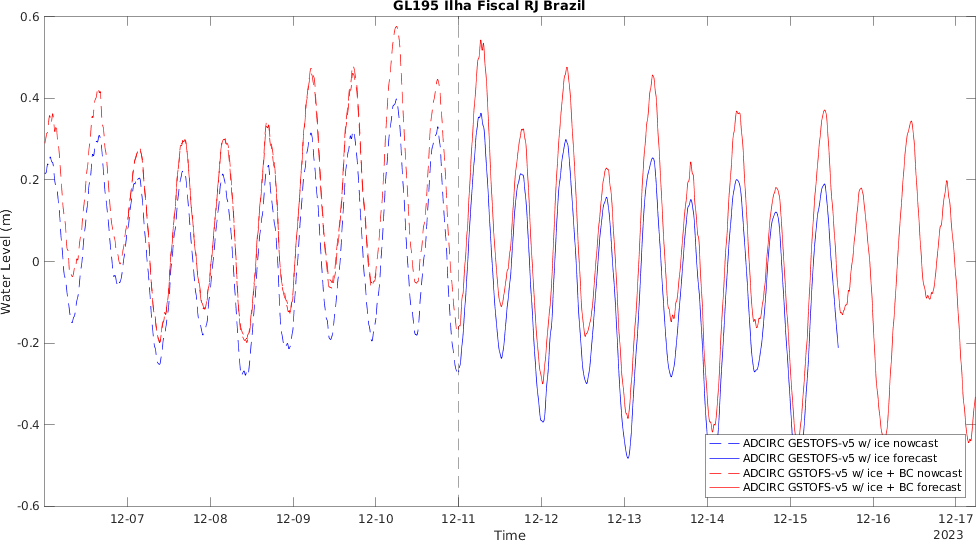 GL195 Ilha Fiscal RJ Brazil
0.6
0.4
0.2
0
-0.2
-0.4
-0.6
Water Level (m)
ADCIRC GESTOFS-v5 w/ ice nowcast
ADCIRC GESTOFS-v5 w/ ice forecast
ADCIRC GSTOFS-v5 w/ ice + BC nowcast
ADCIRC GSTOFS-v5 w/ ice + BC forecast
12-07 12-08 12-09 12-10 12-11 12-12 12-13 12-14 12-15 12-16 12-17
Time
2023